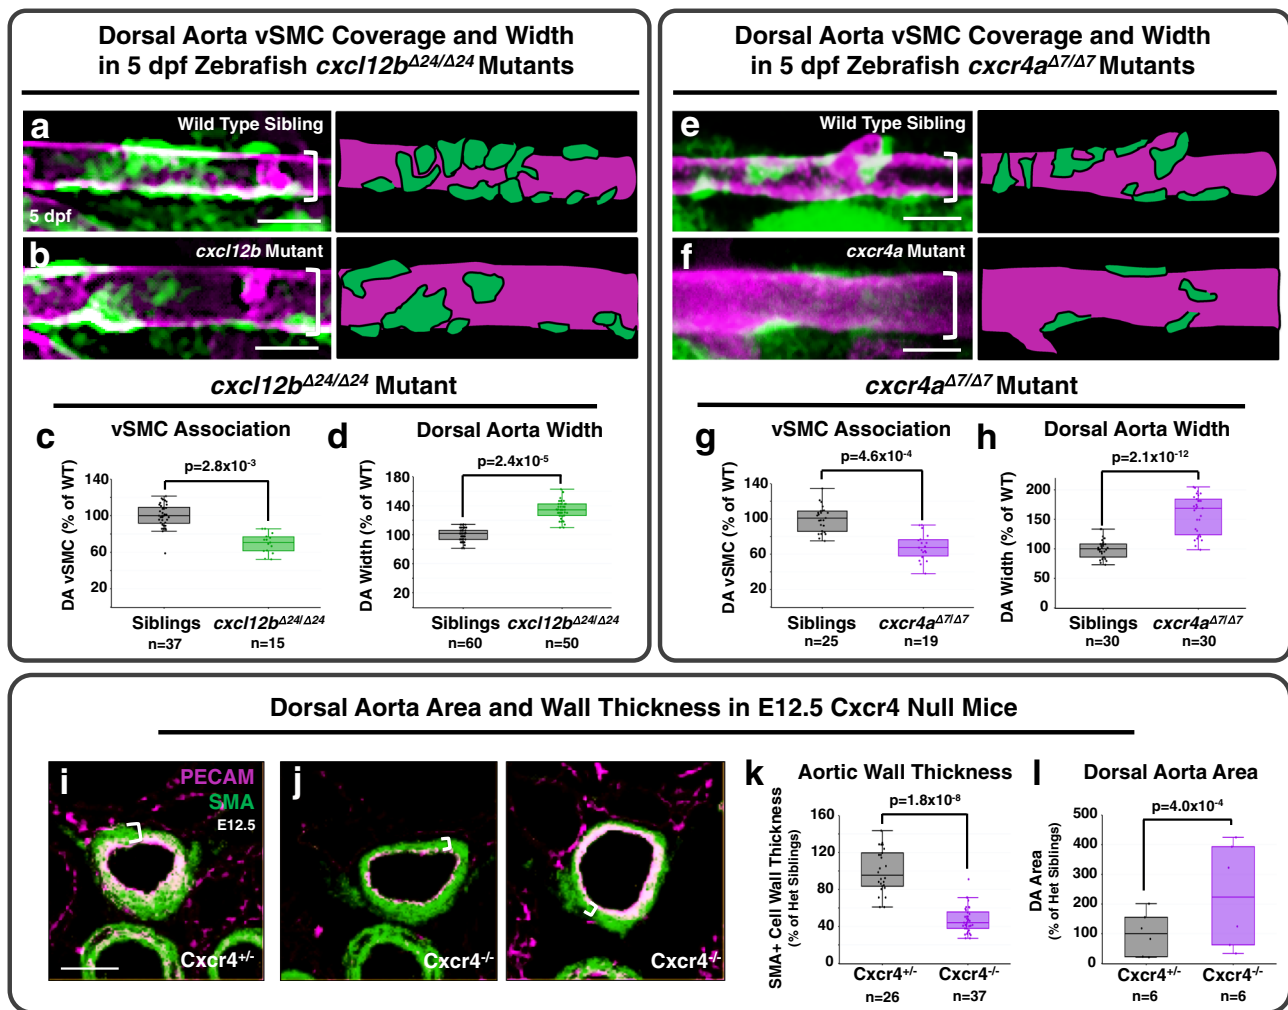 Dorsal Aorta vSMC Coverage and Width
in 5 dpf Zebrafish cxcl12bΔ24/Δ24 Mutants
a
Wild Type Sibling
5 dpf
b
cxcl12b Mutant
cxcl12bΔ24/Δ24 Mutant
c
vSMC Association
DA vSMC (% of WT)
p=2.8x10-3
140
100
60
20
Siblings
cxcl12bΔ24/Δ24
n=37
n=15
d
Dorsal Aorta Width
DA Width (% of WT)
p=2.4x10-5
180
140
100
60
20
Siblings
cxcl12bΔ24/Δ24
n=60
n=50
Dorsal Aorta vSMC Coverage and Width
in 5 dpf Zebrafish cxcr4aΔ7/Δ7 Mutants
e
Wild Type Sibling
f
cxcr4a Mutant
cxcr4aΔ7/Δ7 Mutant
g
vSMC Association
DA vSMC (% of WT)
p=4.6x10-4
140
100
60
20
Siblings
cxcr4aΔ7/Δ7
n=25
n=19
h
Dorsal Aorta Width
DA Width (% of WT)
p=2.1x10-12
200
150
100
50
0
Siblings
cxcr4aΔ7/Δ7
n=30
n=30
Dorsal Aorta Area and Wall Thickness in E12.5 Cxcr4 Null Mice
i
PECAM
SMA
E12.5
Cxcr4+/-
j
Cxcr4-/-
Cxcr4-/-
k
Aortic Wall Thickness
SMA+ Cell Wall Thickness
(% of Het Siblings)
p=1.8x10-8
160
120
80
40
0
Cxcr4+/-
Cxcr4-/-
n=26
n=37
l
Dorsal Aorta Area
DA Area
(% of Het Siblings)
p=4.0x10-4
500
400
300
200
100
0
Cxcr4+/-
Cxcr4-/-
n=6
n=6